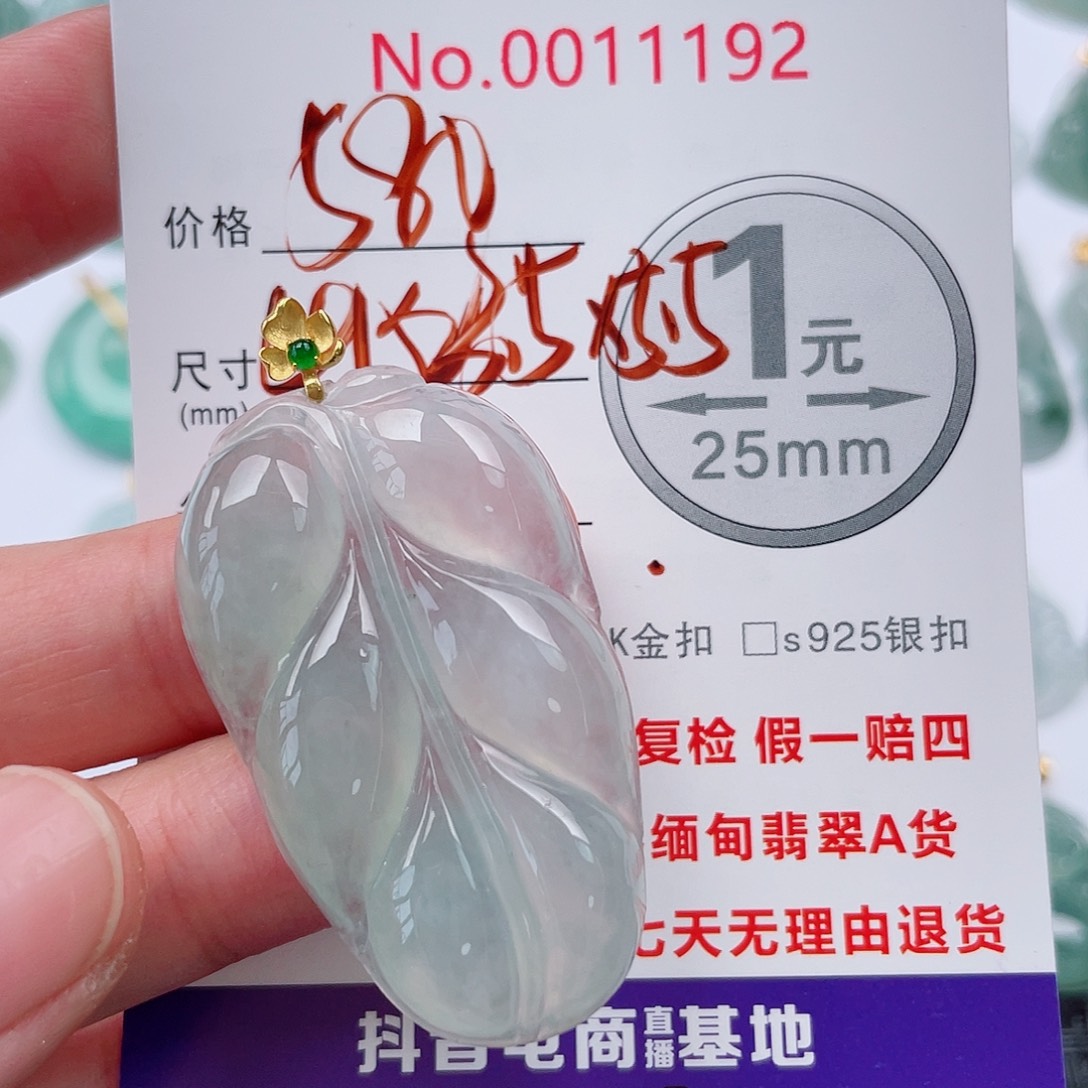 No.0011192
价格 580
尺寸
(mm)
1元
25mm
K金扣 □s925银扣
复检 假一赔四
缅甸翡翠A货
七天无理由退货
抖音电商直播基地